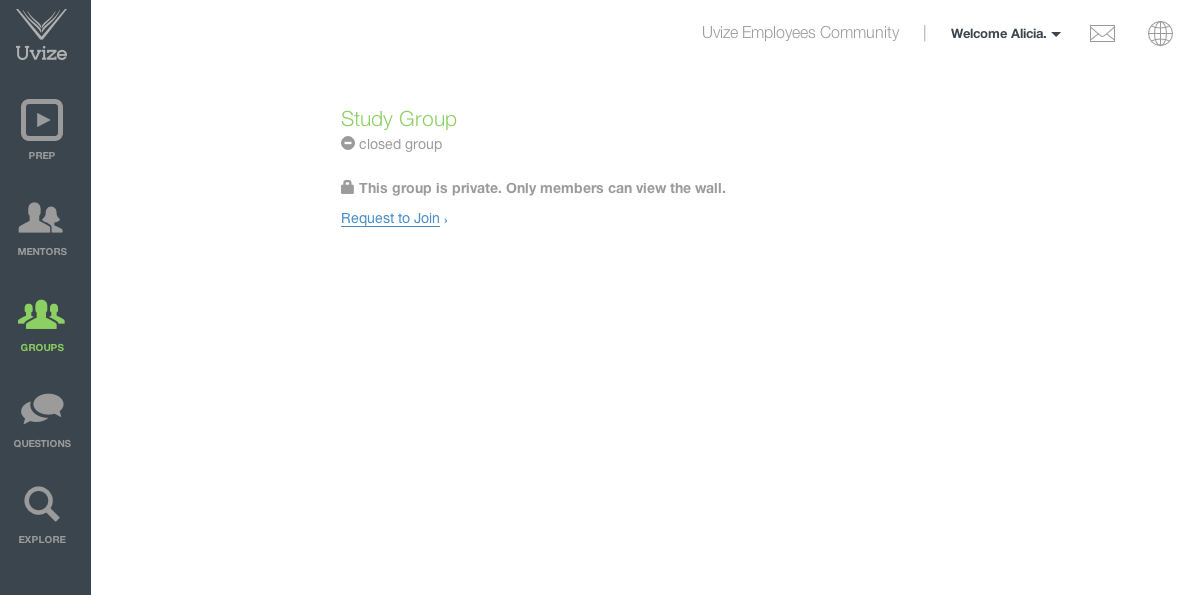 Uvize
Uvize Employees Community | Welcome Alicia.
PREP
MENTORS
GROUPS
QUESTIONS
EXPLORE
Study Group
closed group
This group is private. Only members can view the wall.
Request to Join ›